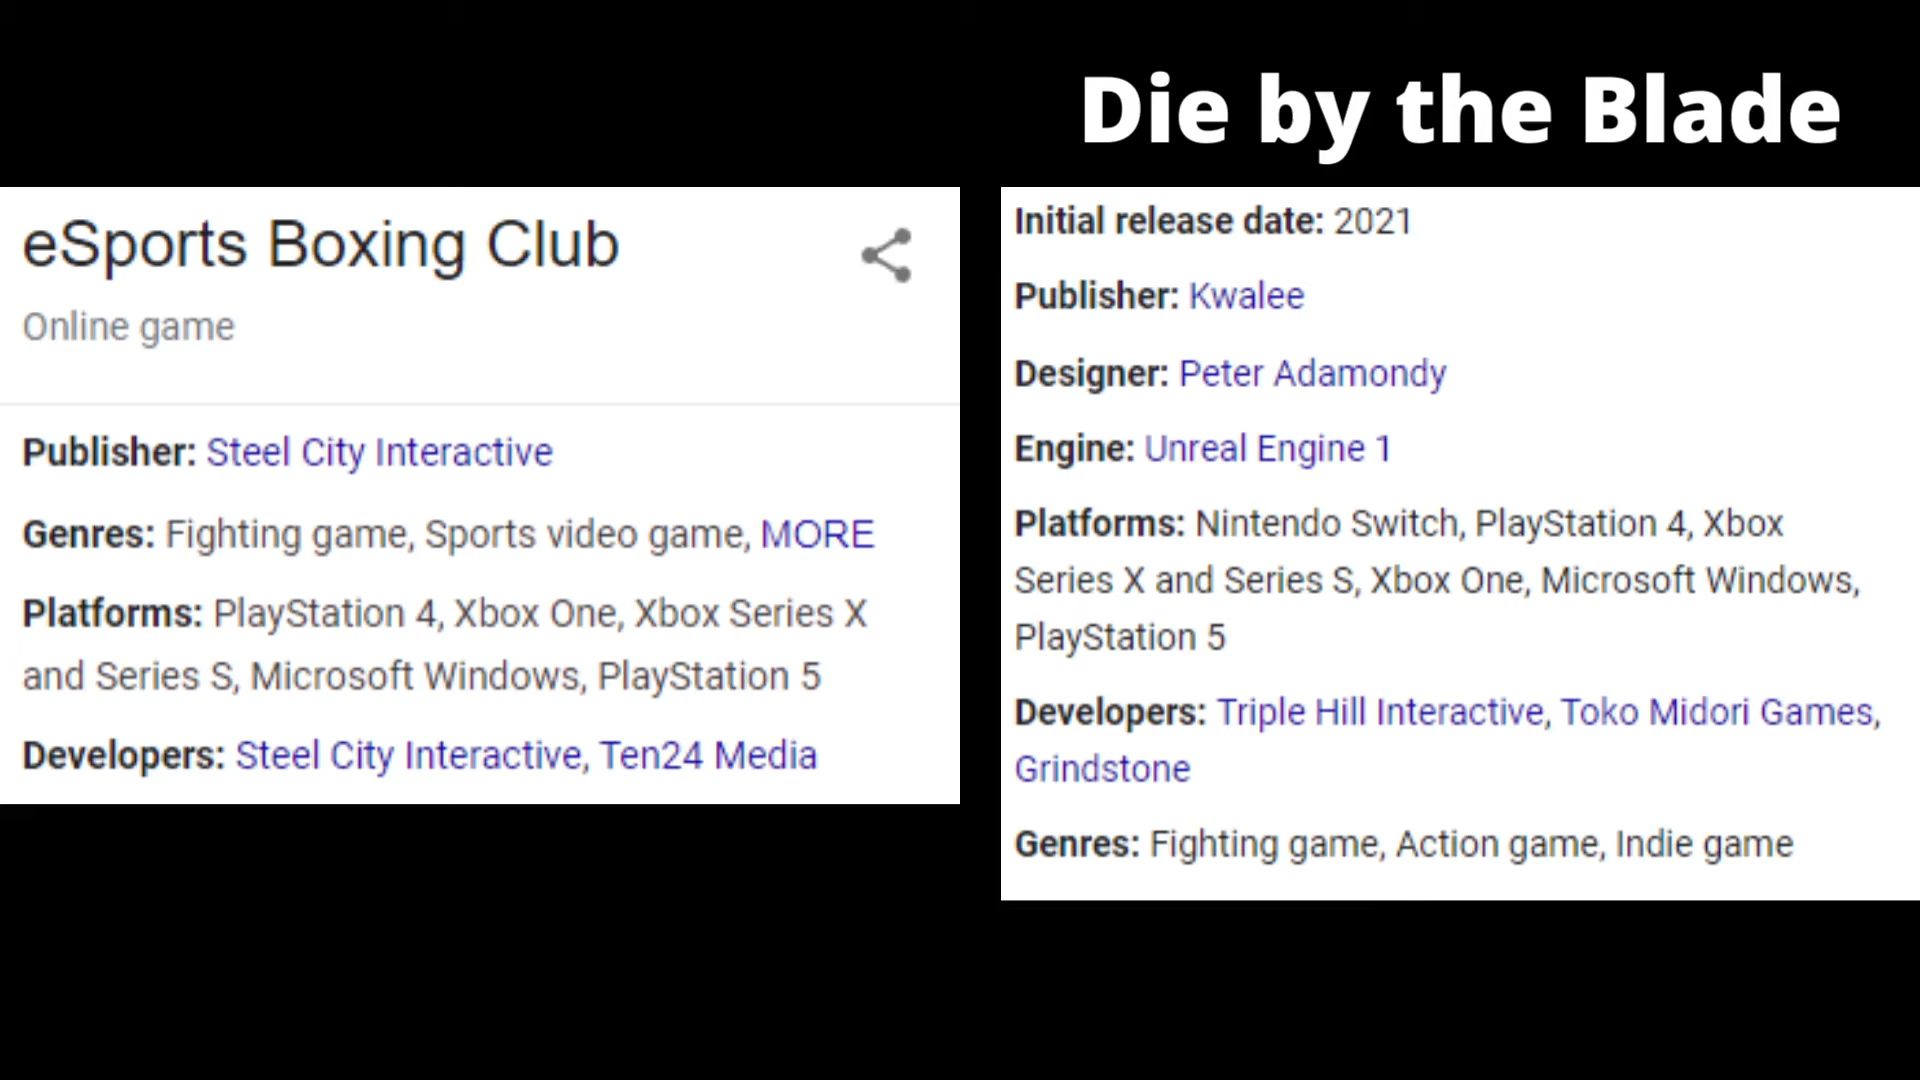 eSports Boxing Club
Online game
Publisher: Steel City Interactive
Genres: Fighting game, Sports video game, MORE
Platforms: PlayStation 4, Xbox One, Xbox Series X
and Series S, Microsoft Windows, PlayStation 5
Developers: Steel City Interactive, Ten24 Media
Die by the Blade
Initial release date: 2021
Publisher: Kwalee
Designer: Peter Adamondy
Engine: Unreal Engine 1
Platforms: Nintendo Switch, PlayStation 4, Xbox
Series X and Series S, Xbox One, Microsoft Windows,
PlayStation 5
Developers: Triple Hill Interactive, Toko Midori Games,
Grindstone
Genres: Fighting game, Action game, Indie game